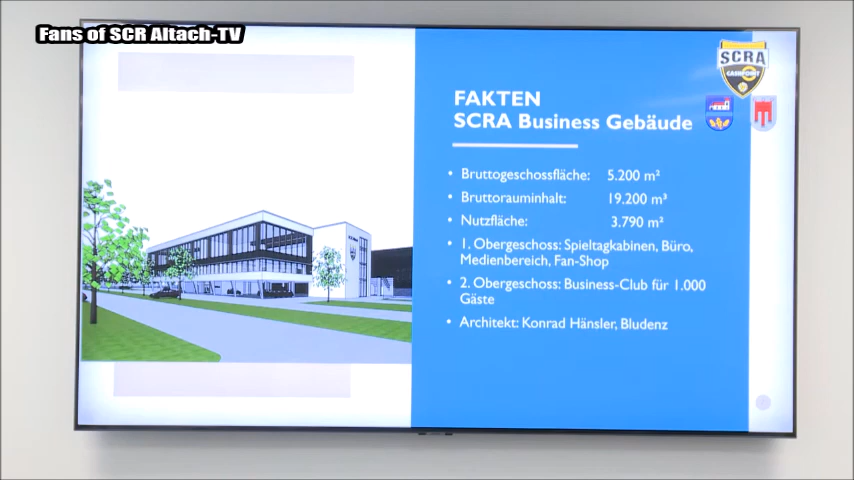 Fans of SCR Altach-TV
SCRA
CASHPOINT
FAKTEN
SCRA Business Gebäude
• Bruttogeschossfläche: 5.200 m²
• Bruttorauminhalt: 19.200 m³
• Nutzfläche: 3.790 m²
• 1. Obergeschoss: Spieltagkabinen, Büro,
Medienbereich, Fan-Shop
• 2. Obergeschoss: Business-Club für 1.000
Gäste
• Architekt: Konrad Hänsler, Bludenz